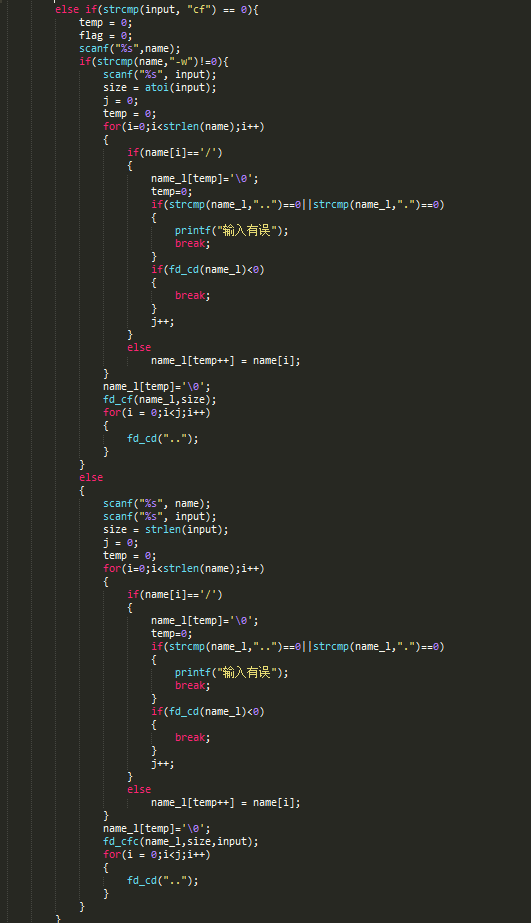 else if(strcmp(input, "cf") == 0){
temp = 0;
flag = 0;
scanf("%s",name);
if(strcmp(name,"-w")!=0){
scanf("%s", input);
size = atoi(input);
j = 0;
temp = 0;
for(i=0;i<strlen(name);i++)
{
if(name[i]=='/')
{
name_l[temp]='\0';
temp=0;
if(strcmp(name_l,"..")==0||strcmp(name_l,".")==0)
{
printf("输入有误");
break;
}
if(fd_cd(name_l)<0)
{
break;
}
j++;
}
else
name_l[temp++] = name[i];
}
name_l[temp]='\0';
fd_cf(name_l,size);
for(i = 0;i<j;i++)
{
fd_cd("..");
}
}
else
{
scanf("%s", name);
scanf("%s", input);
size = strlen(input);
j = 0;
temp = 0;
for(i=0;i<strlen(name);i++)
{
if(name[i]=='/')
{
name_l[temp]='\0';
temp=0;
if(strcmp(name_l,"..")==0||strcmp(name_l,".")==0)
{
printf("输入有误");
break;
}
if(fd_cd(name_l)<0)
{
break;
}
j++;
}
else
name_l[temp++] = name[i];
}
name_l[temp]='\0';
fd_cfc(name_l,size,input);
for(i = 0;i<j;i++)
{
fd_cd("..");
}
}
}